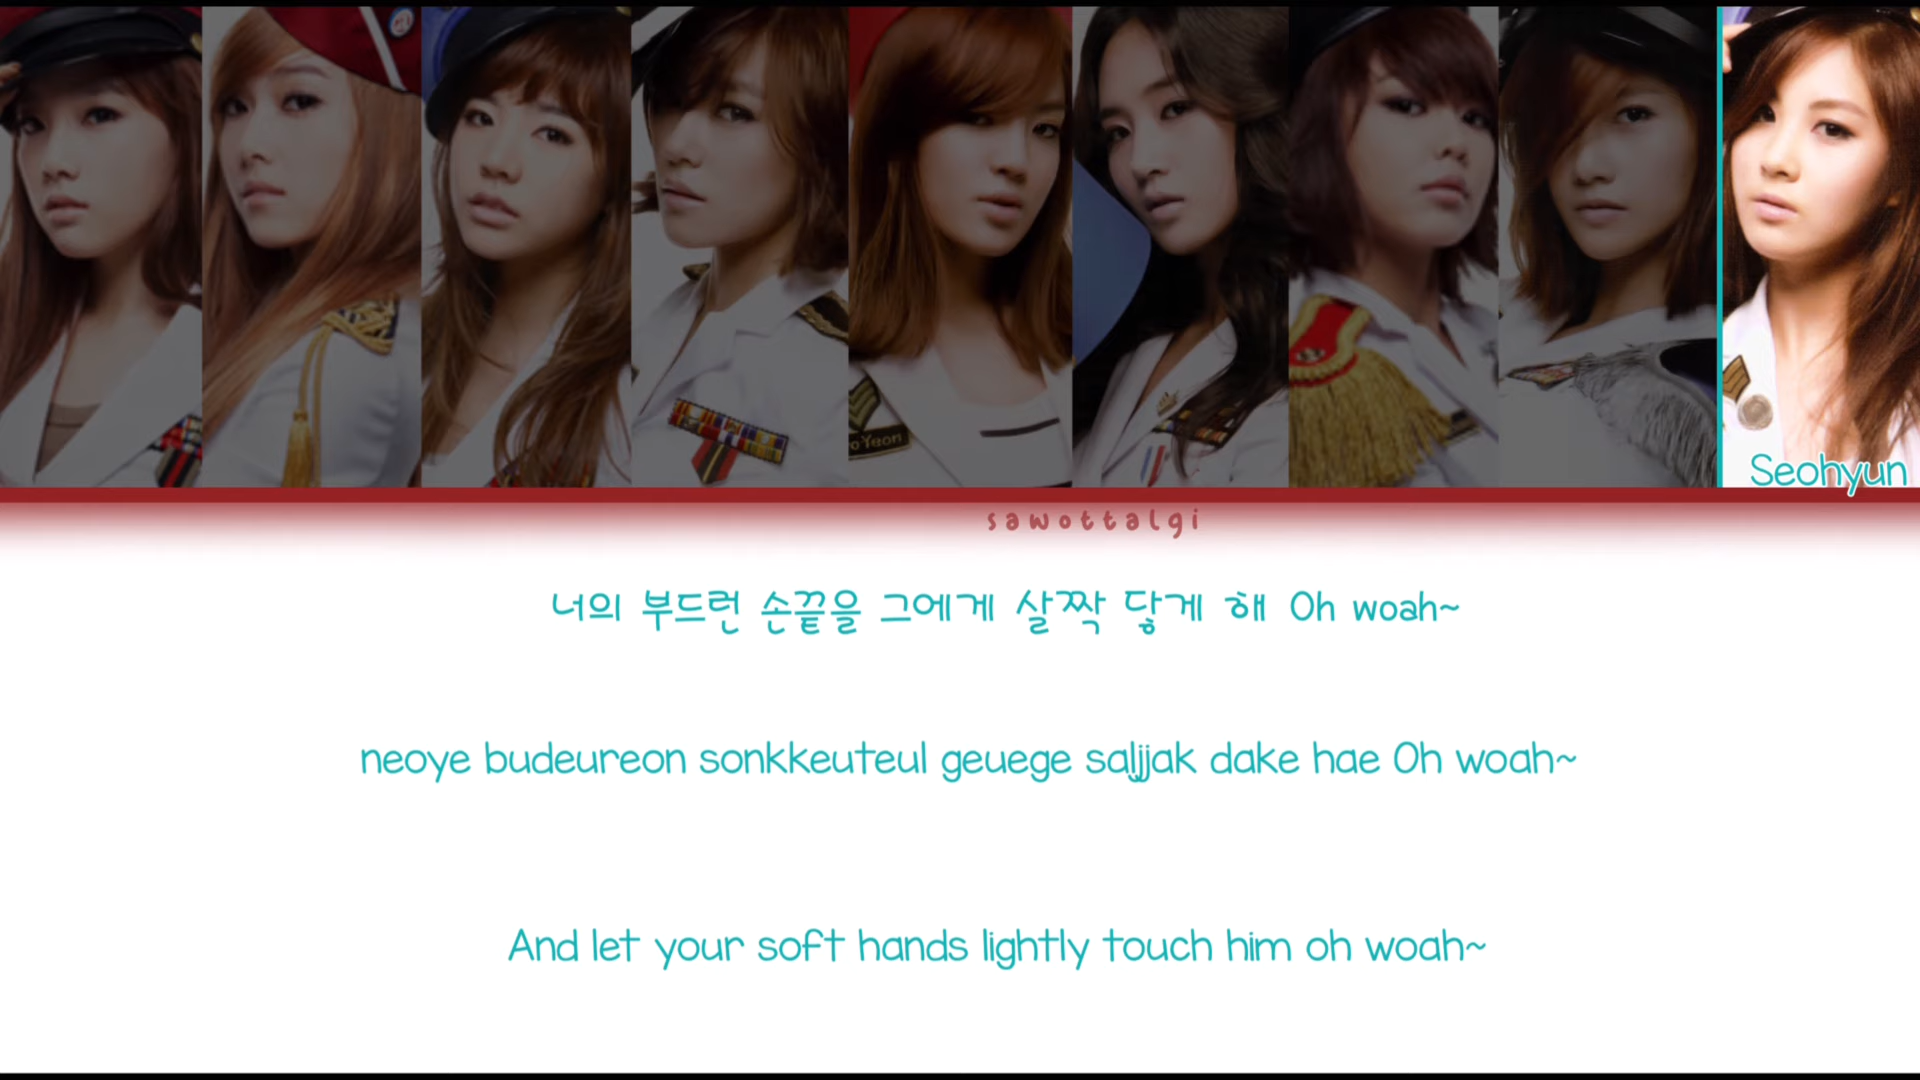 oYeon
Seohyun
sawottalgi
너의 부드런 손끝을 그에게 살짝 닿게 해 Oh woah~
neoye budeureon sonkkeuteul geuege saljjak dake hae Oh woah~
And let your soft hands lightly touch him oh woah~